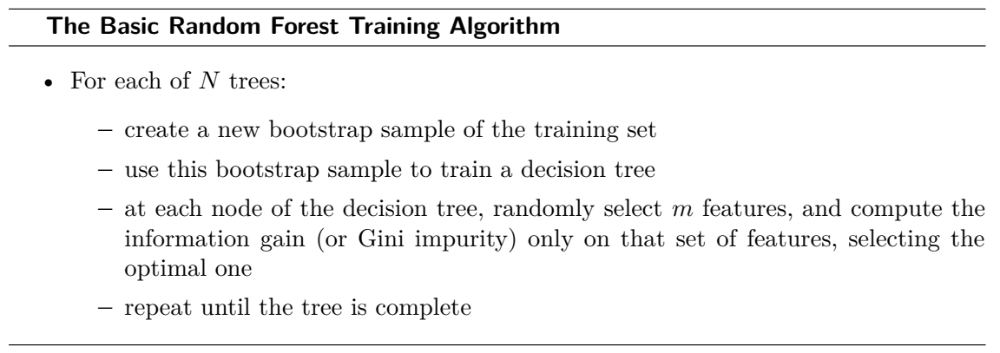 The Basic Random Forest Training Algorithm
• For each of N trees:
– create a new bootstrap sample of the training set
– use this bootstrap sample to train a decision tree
– at each node of the decision tree, randomly select m features, and compute the
information gain (or Gini impurity) only on that set of features, selecting the
optimal one
– repeat until the tree is complete